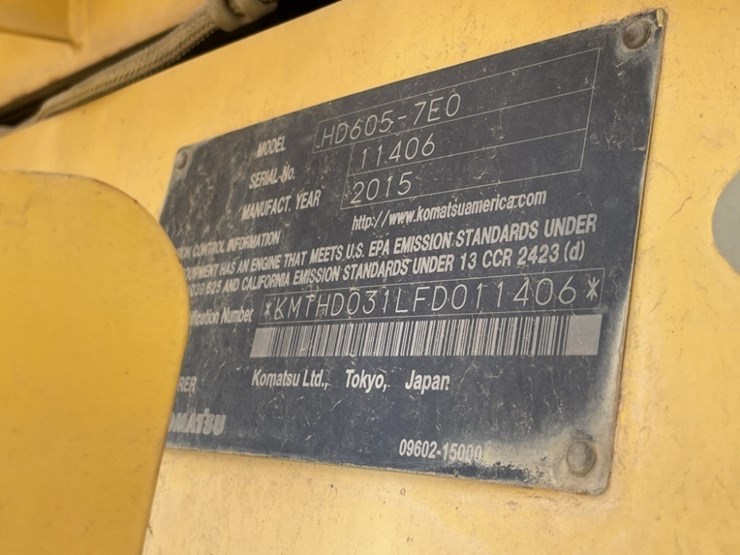 MODEL HD605-7E0
SERIAL-No. 11406
MANUFACT. YEAR 2015
http://www.komatsuamerica.com
CONTROL INFORMATION
HAS AN ENGINE THAT MEETS U.S. EPA EMISSION STANDARDS UNDER
AND CALIFORNIA EMISSION STANDARDS UNDER 13 CCR 2423 (d)
Number *KMTHD031LFD011406*
Komatsu Ltd., Tokyo, Japan
RER
MATSU
09602-15000